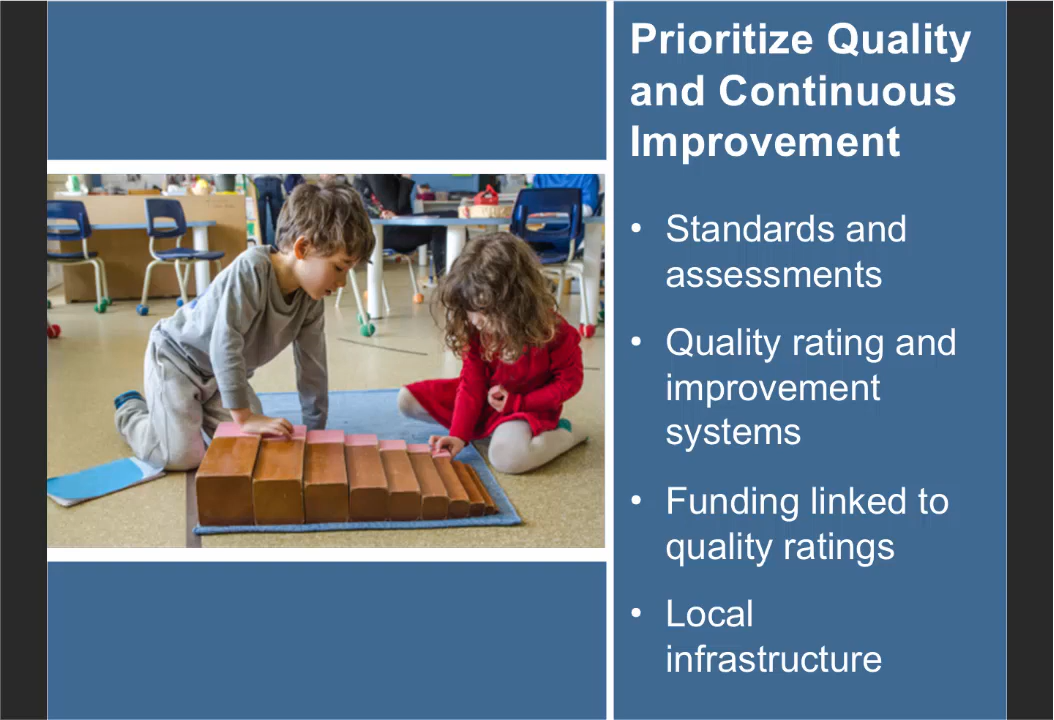 Prioritize Quality
and Continuous
Improvement
• Standards and
assessments
• Quality rating and
improvement
systems
• Funding linked to
quality ratings
• Local
infrastructure